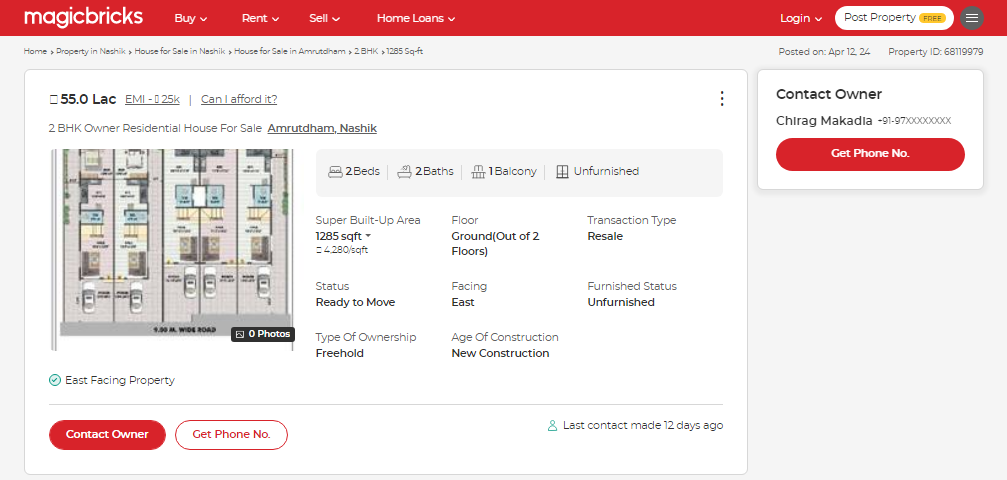 magicbricks Buy Rent Sell Home Loans Login Post Property FREE
Home › Property in Nashik › House for Sale in Nashik › House for Sale in Amrutdham › 2 BHK › 1285 Sq-ft Posted on: Apr 12, 24 Property ID: 68119979
▯ 55.0 Lac EMI - ▯ 25k | Can I afford it?
2 BHK Owner Residential House For Sale Amrutdham, Nashik
9.00 M. WIDE ROAD
0 Photos
2 Beds 2 Baths 1 Balcony Unfurnished
Super Built-Up Area Floor Transaction Type
1285 sqft Ground(Out of 2 Resale
▯ 4,280/sqft Floors)
Status Facing Furnished Status
Ready to Move East Unfurnished
Type Of Ownership Age Of Construction
Freehold New Construction
East Facing Property
Contact Owner Get Phone No. Last contact made 12 days ago
Contact Owner
Chirag Makadia +91-97XXXXXXXX
Get Phone No.